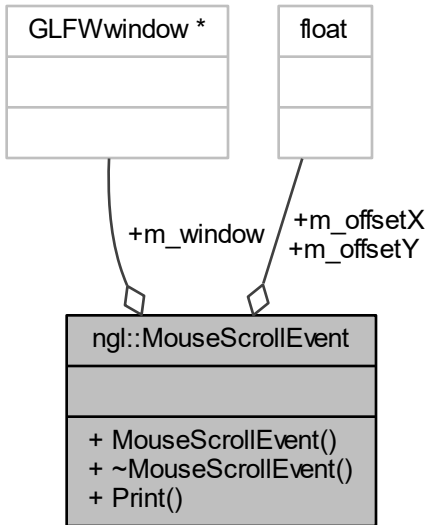 GLFWwindow *
float
+m_window
+m_offsetX
+m_offsetY
ngl::MouseScrollEvent
+ MouseScrollEvent()
+ ~MouseScrollEvent()
+ Print()